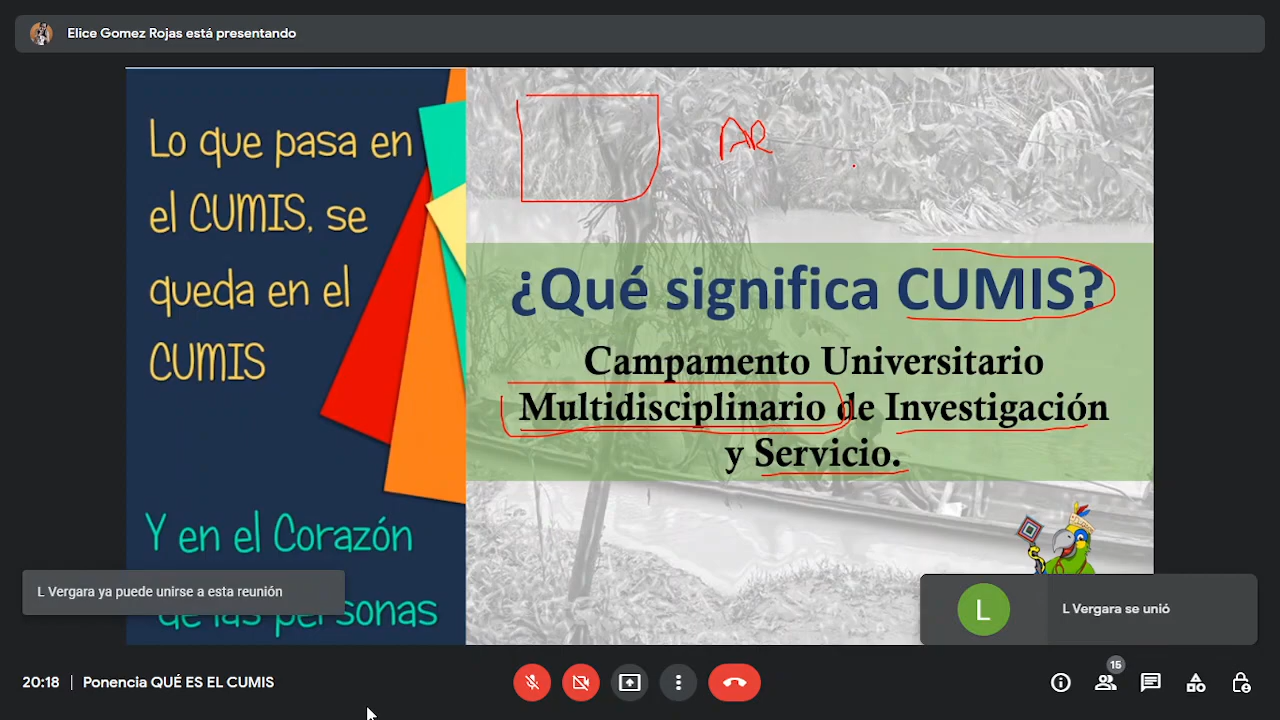 Elice Gomez Rojas está presentando
Lo que pasa en
el CUMIS, se
queda en el
CUMIS
Y en el Corazón
de las personas
AR
¿Qué significa CUMIS?
Campamento Universitario
Multidisciplinario de Investigación
y Servicio.
L Vergara ya puede unirse a esta reunión
L
L Vergara se unió
20:18 | Ponencia QUÉ ES EL CUMIS
15